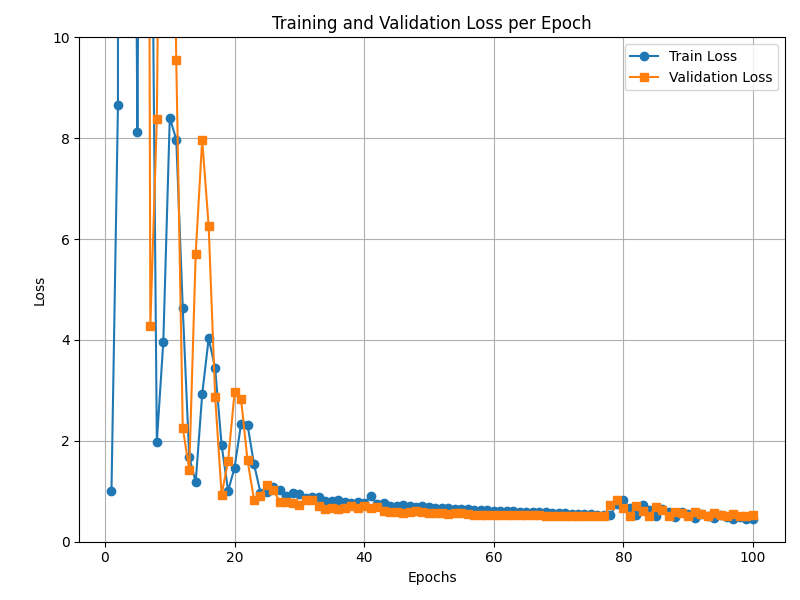 Training and Validation Loss per Epoch
Train Loss
Validation Loss
10
8
6
4
2
0
Loss
0 20 40 60 80 100
Epochs